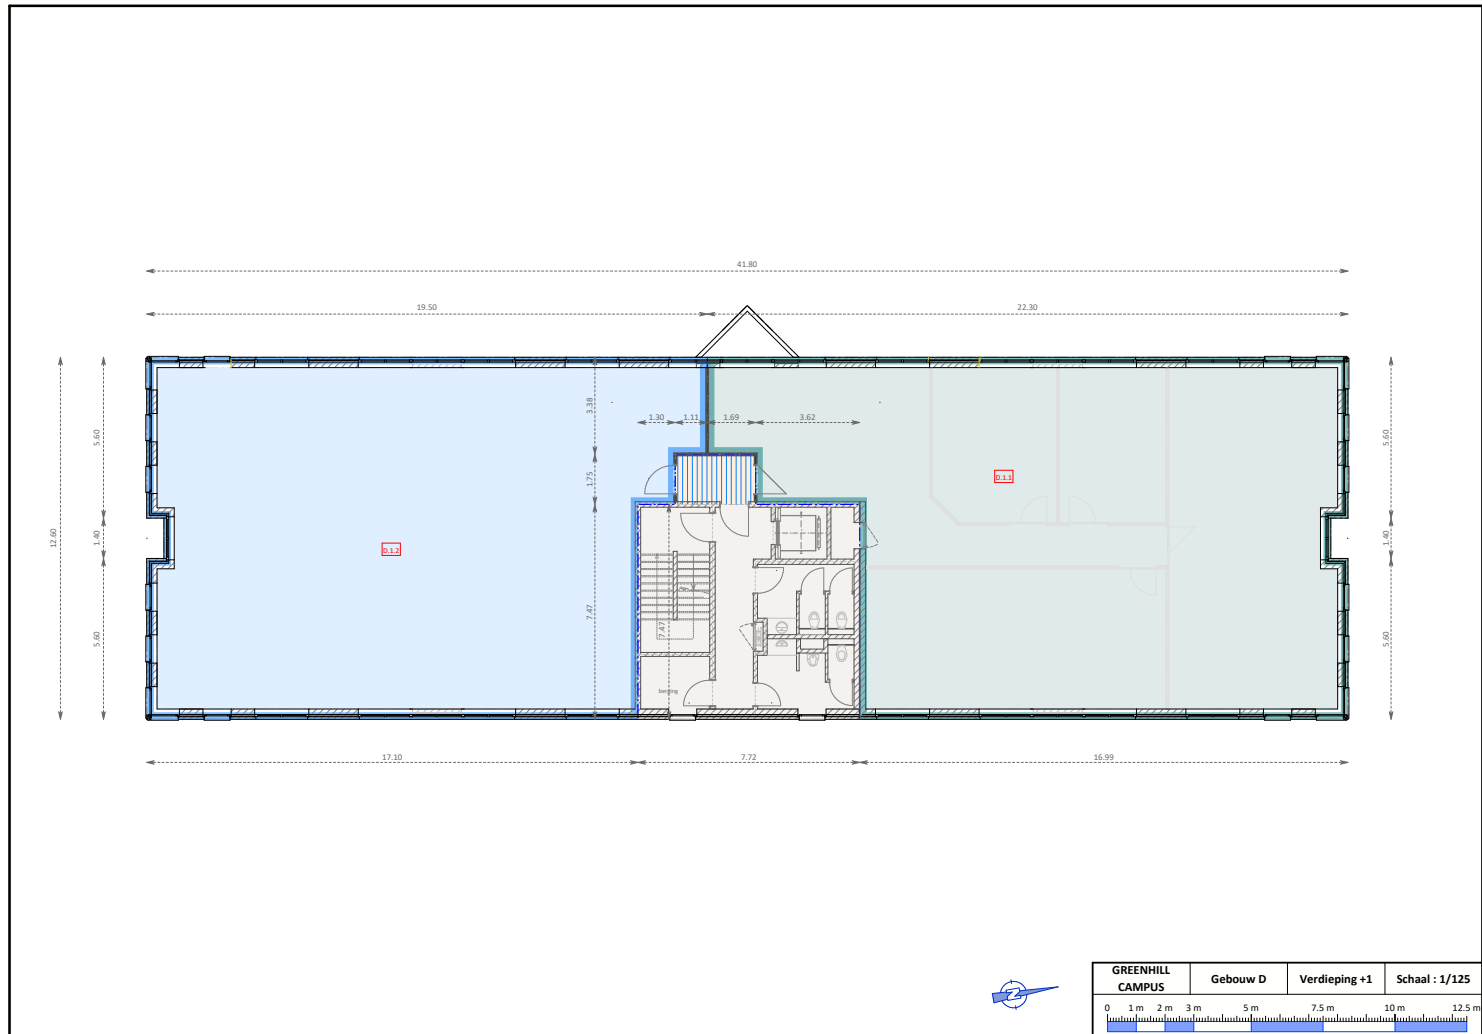 41.80
19.50
22.30
3.38
1.30
1.11
1.69
3.62
5.60
5.60
D.1.1
1.75
12.60
1.40
D.1.2
1.40
7.47
7.47
5.60
5.60
berging
17.10
7.72
16.99
GREENHILL
CAMPUS
Gebouw D
Verdieping +1
Schaal : 1/125
0 1 m 2 m 3 m 5 m 7.5 m 10 m 12.5 m